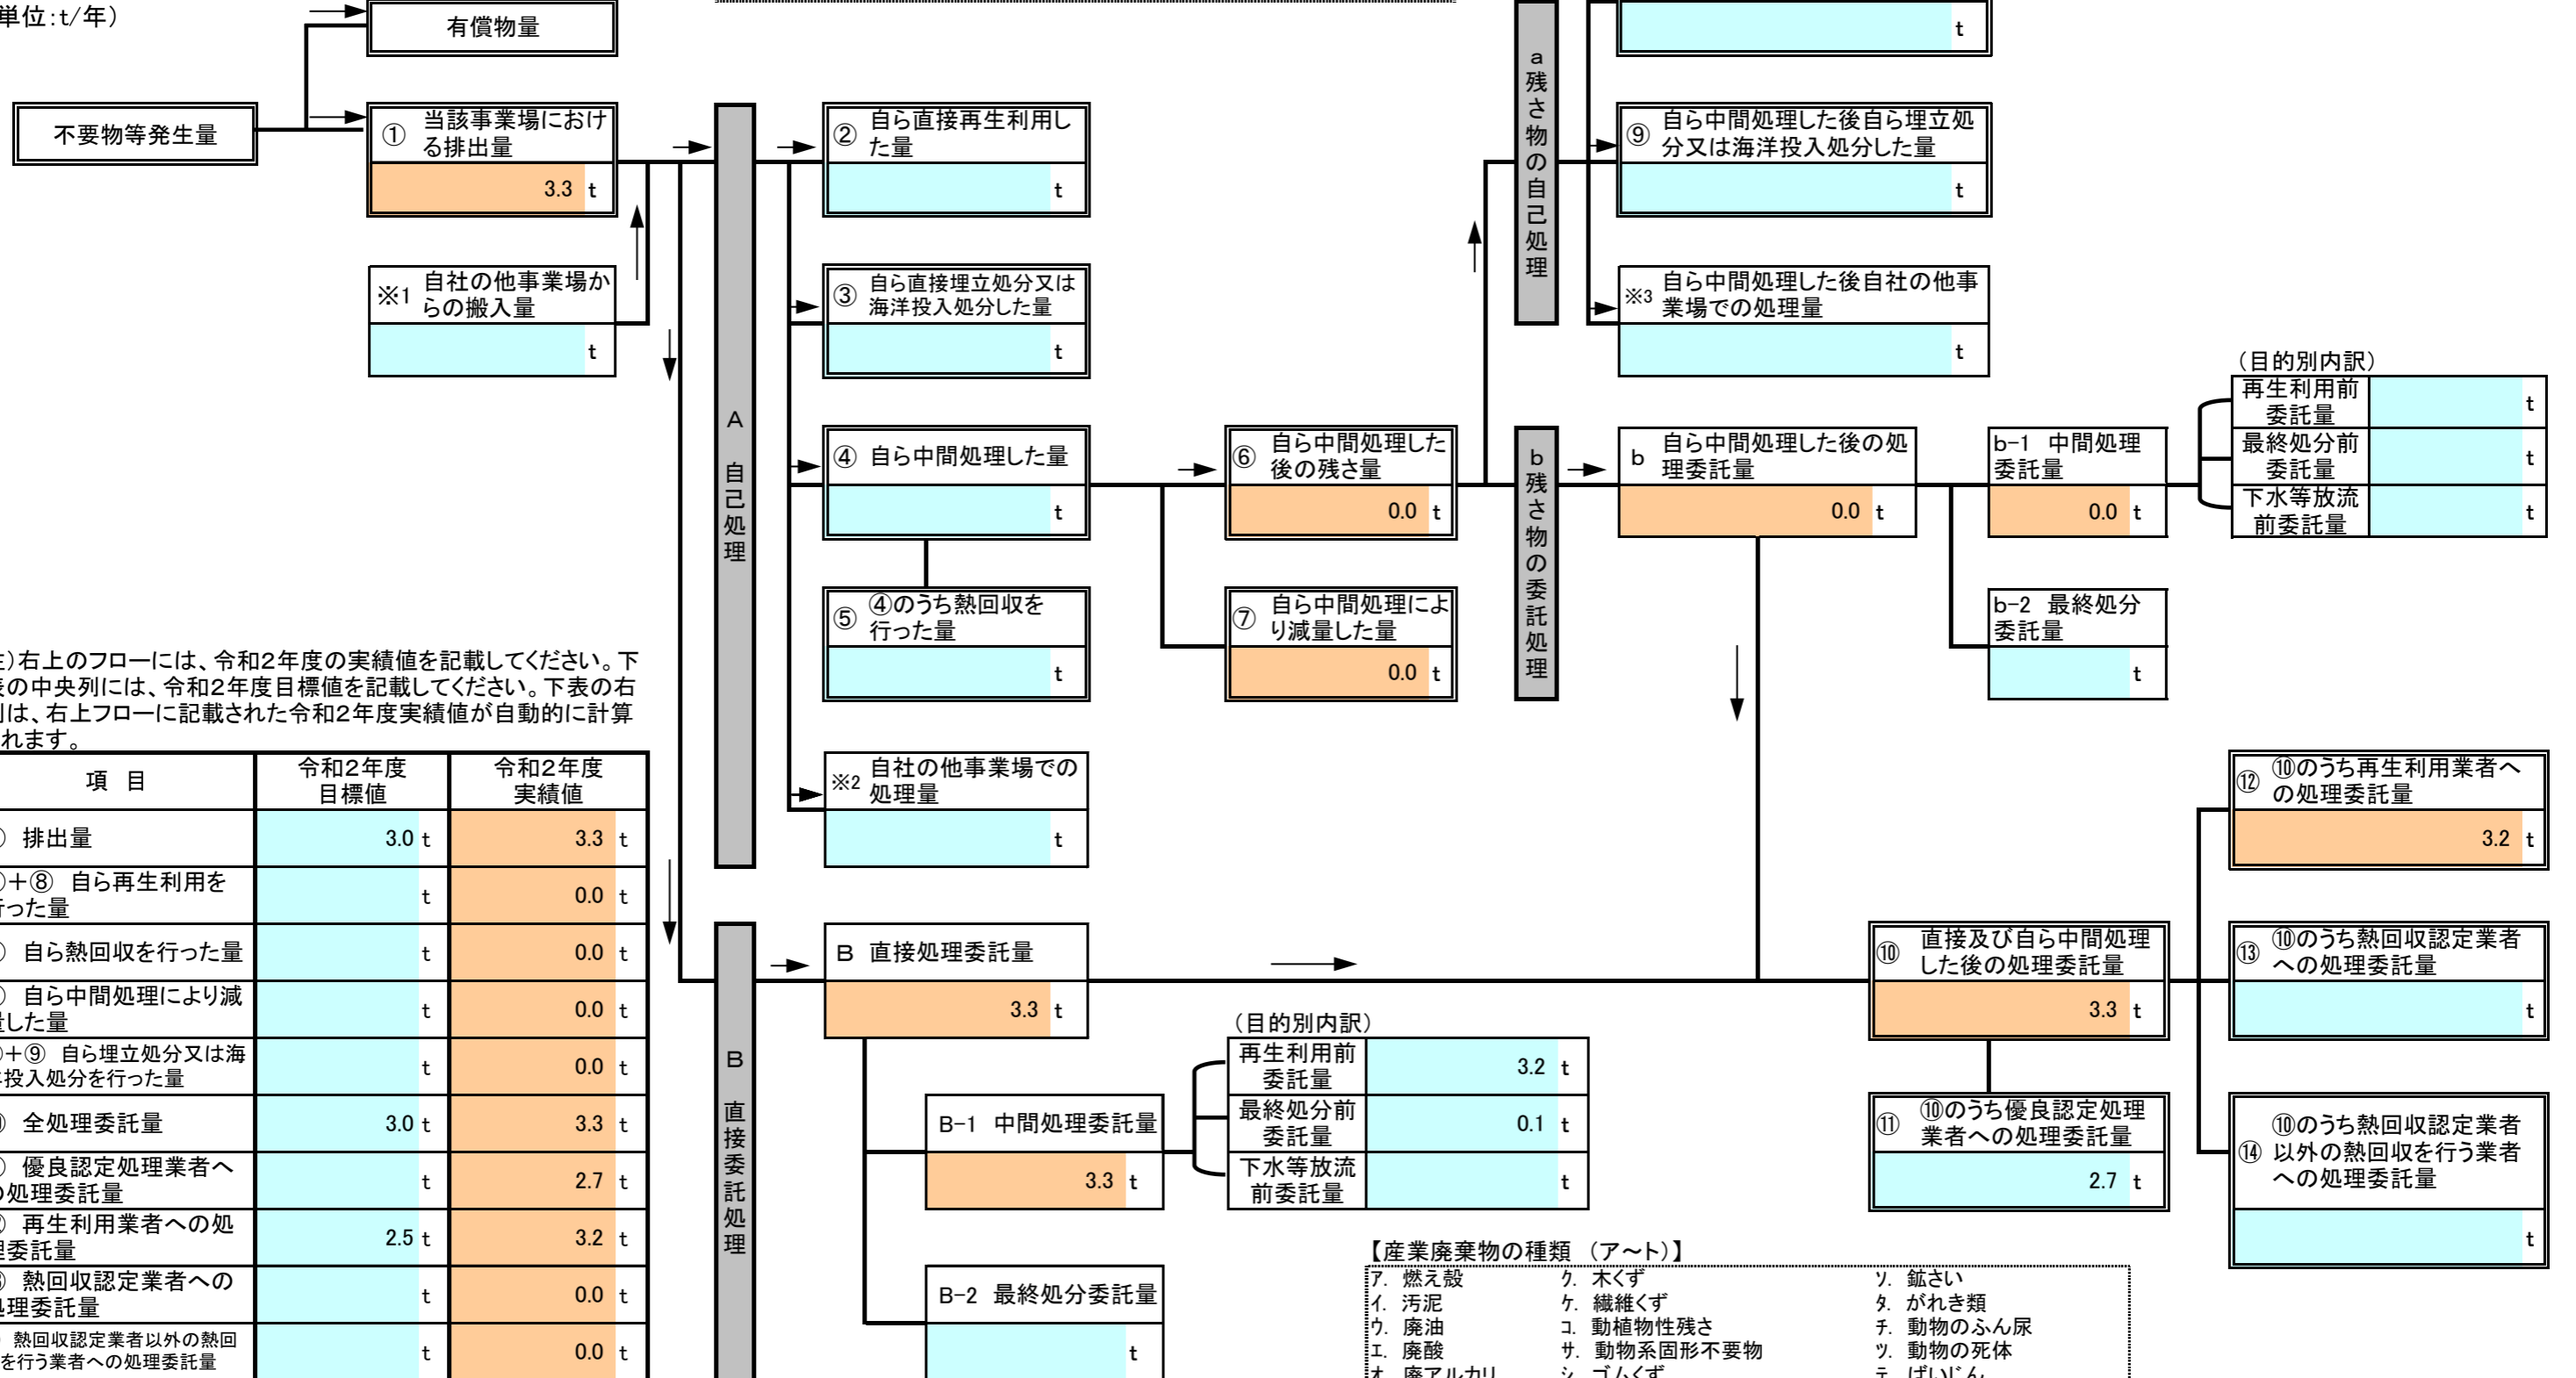 単位:t/年)
有償物量
不要物等発生量
① 当該事業場におけ
る排出量
3.3 t
※1 自社の他事業場か
らの搬入量
t
A 自己処理
② 自ら直接再生利用し
た量
t
③ 自ら直接埋立処分又は
海洋投入処分した量
t
④ 自ら中間処理した量
t
⑤ ④のうち熱回収を
行った量
t
※2 自社の他事業場での
処理量
t
⑥ 自ら中間処理した
後の残さ量
0.0 t
⑦ 自ら中間処理によ
り減量した量
0.0 t
a 残さ物の自己処理
t
⑨ 自ら中間処理した後自ら埋立処
分又は海洋投入処分した量
t
※3 自ら中間処理した後自社の他事
業場での処理量
t
b 残さ物の委託処理
b 自ら中間処理した後の処
理委託量
0.0 t
b-1 中間処理
委託量
0.0 t
(目的別内訳)
再生利用前
委託量 t
最終処分前
委託量 t
下水等放流
前委託量 t
b-2 最終処分
委託量
t
)右上のフローには、令和2年度の実績値を記載してください。下
の中央列には、令和2年度目標値を記載してください。下表の右
は、右上フローに記載された令和2年度実績値が自動的に計算
れます。
項 目 令和2年度
目標値 令和2年度
実績値
排出量 3.0 t 3.3 t
+⑧ 自ら再生利用を
った量 t 0.0 t
自ら熱回収を行った量 t 0.0 t
自ら中間処理により減
した量 t 0.0 t
+⑨ 自ら埋立処分又は海
投入処分を行った量 t 0.0 t
全処理委託量 3.0 t 3.3 t
優良認定処理業者へ
処理委託量 t 2.7 t
再生利用業者への処
委託量 2.5 t 3.2 t
熱回収認定業者への
理委託量 t 0.0 t
熱回収認定業者以外の熱回
を行う業者への処理委託量 t 0.0 t
B 直接委託処理
B 直接処理委託量
3.3 t
B-1 中間処理委託量
3.3 t
(目的別内訳)
再生利用前
委託量 3.2 t
最終処分前
委託量 0.1 t
下水等放流
前委託量 t
B-2 最終処分委託量
t
⑩ 直接及び自ら中間処理
した後の処理委託量
3.3 t
⑪ ⑩のうち優良認定処理
業者への処理委託量
2.7 t
⑫ ⑩のうち再生利用業者へ
の処理委託量
3.2 t
⑬ ⑩のうち熱回収認定業者
への処理委託量
t
⑭ ⑩のうち熱回収認定業者
以外の熱回収を行う業者
への処理委託量
t
【産業廃棄物の種類 (ア～ト)】
ア. 燃え殻 ク. 木くず ソ. 鉱さい
イ. 汚泥 ケ. 繊維くず タ. がれき類
ウ. 廃油 コ. 動植物性残さ チ. 動物のふん尿
エ. 廃酸 サ. 動物系固形不要物 ツ. 動物の死体
オ. 廃アルカリ シ. ゴムくず テ. ばいじん